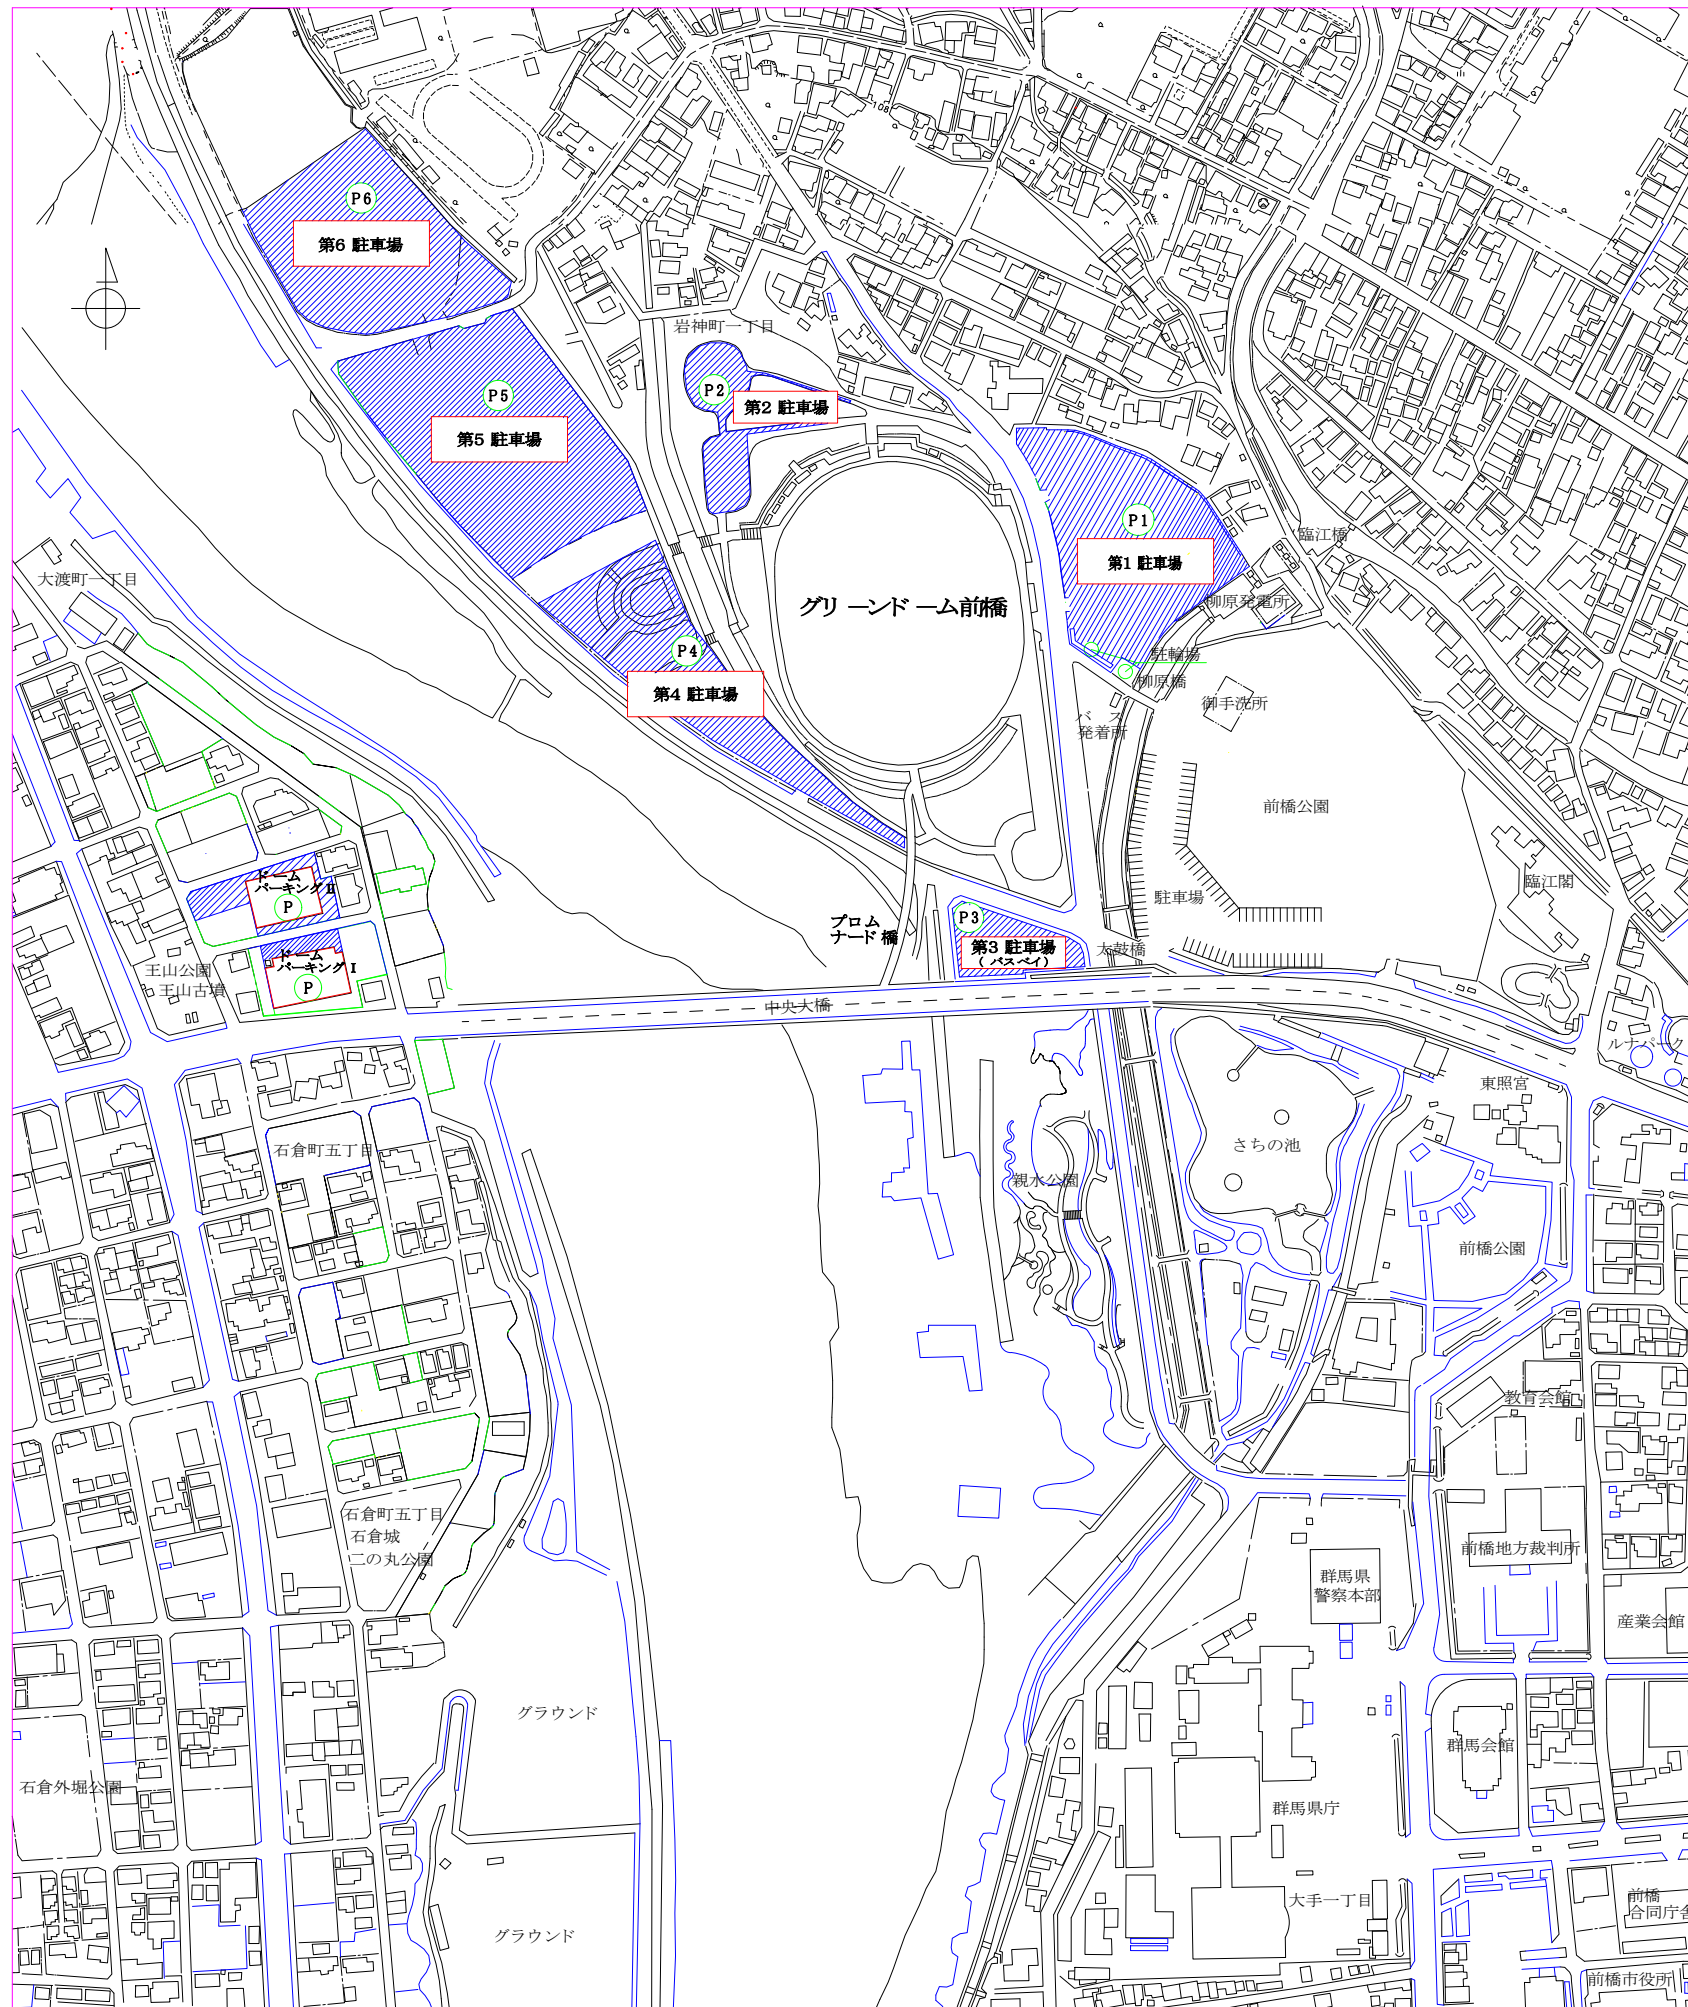 P6
第6 駐車場
岩神町一丁目
P5
第5 駐車場
P2
第2 駐車場
P1
第1 駐車場
臨江橋
大渡町一丁目
グリーンドーム前橋
柳原発電所
P4
第4 駐車場
駐輪場
柳原橋
御手洗所
バス
発着所
前橋公園
ドーム
パーキングⅡ
P
臨江閣
駐車場
プロム
ナード橋
P3
第3 駐車場
(バスベイ)
太鼓橋
ドーム
パーキングⅠ
P
王山公園
王山古墳
中央大橋
ルナパーク
東照宮
石倉町五丁目
さちの池
親水公園
前橋公園
教育会館
石倉町五丁目
石倉城
二の丸公園
前橋地方裁判所
群馬県
警察本部
産業会館
グラウンド
群馬会館
石倉外堀公園
群馬県庁
大手一丁目
前橋
合同庁舎
グラウンド
前橋市役所